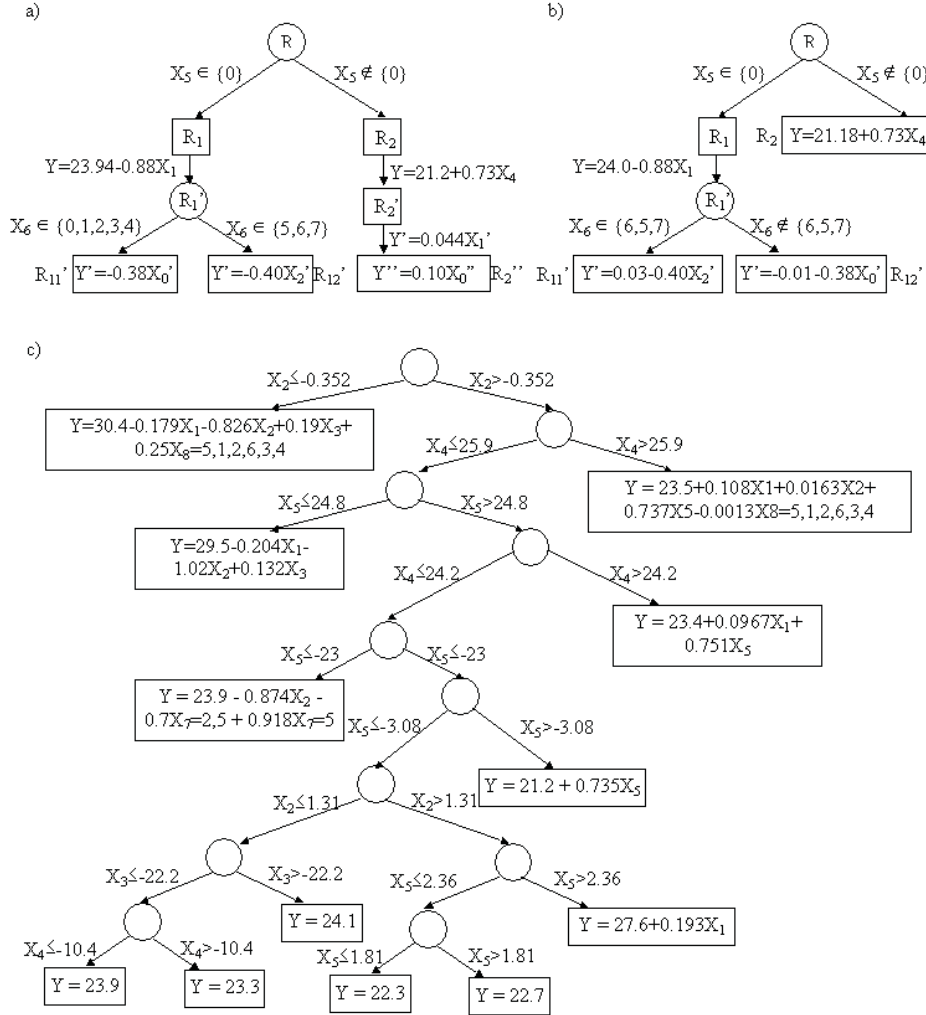 a)
b)
R
R
X₅ ∈ {0}
X₅ ∉ {0}
X₅ ∈ {0}
X₅ ∉ {0}
R₁
R₂
R₁
R₂
Y=21.18+0.73X₄
Y=23.94-0.88X₁
Y=21.2+0.73X₄
Y=24.0-0.88X₁
R₁'
R₂'
R₁'
X₆ ∈ {0,1,2,3,4}
X₆ ∈ {5,6,7}
Y'=0.044X₁'
X₆ ∈ {6,5,7}
X₆ ∉ {6,5,7}
R₁₁'
Y'=-0.38X₀'
Y'=-0.40X₂'
R₁₂'
Y''=0.10X₀''
R₂''
R₁₁'
Y'=0.03-0.40X₂'
Y'=-0.01-0.38X₀'
R₁₂'
c)
X₂≤-0.352
X₂>-0.352
Y=30.4-0.179X₁-0.826X₂+0.19X₃+
0.25X₈=5,1,2,6,3,4
X₄≤25.9
X₄>25.9
Y = 23.5+0.108X1+0.0163X2+
0.737X5-0.0013X8=5,1,2,6,3,4
X₅≤24.8
X₅>24.8
Y=29.5-0.204X₁-
1.02X₂+0.132X₃
X₄≤24.2
X₄>24.2
Y = 23.4+0.0967X₁+
0.751X₅
X₅≤-23
X₅≤-23
Y = 23.9 - 0.874X₂ -
0.7X₇=2,5 + 0.918X₇=5
X₅≤-3.08
X₅>-3.08
Y = 21.2 + 0.735X₅
X₂≤1.31
X₂>1.31
X₃≤-22.2
X₃>-22.2
X₅≤2.36
X₅>2.36
Y = 24.1
Y = 27.6+0.193X₁
X₄≤-10.4
X₄>-10.4
X₅≤1.81
X₅>1.81
Y = 23.9
Y = 23.3
Y = 22.3
Y = 22.7